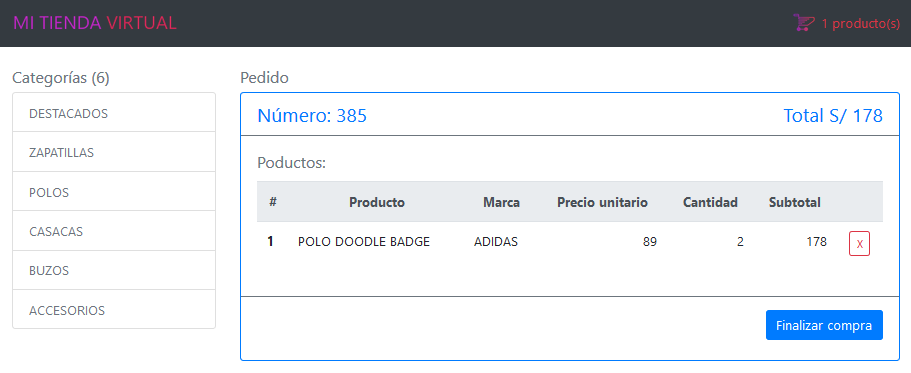 MI TIENDA VIRTUAL 1 producto(s)
Categorías (6)
DESTACADOS
ZAPATILLAS
POLOS
CASACAS
BUZOS
ACCESORIOS
Pedido
Número: 385 Total S/ 178
Poductos:
# Producto Marca Precio unitario Cantidad Subtotal
1 POLO DOODLE BADGE ADIDAS 89 2 178 X
Finalizar compra